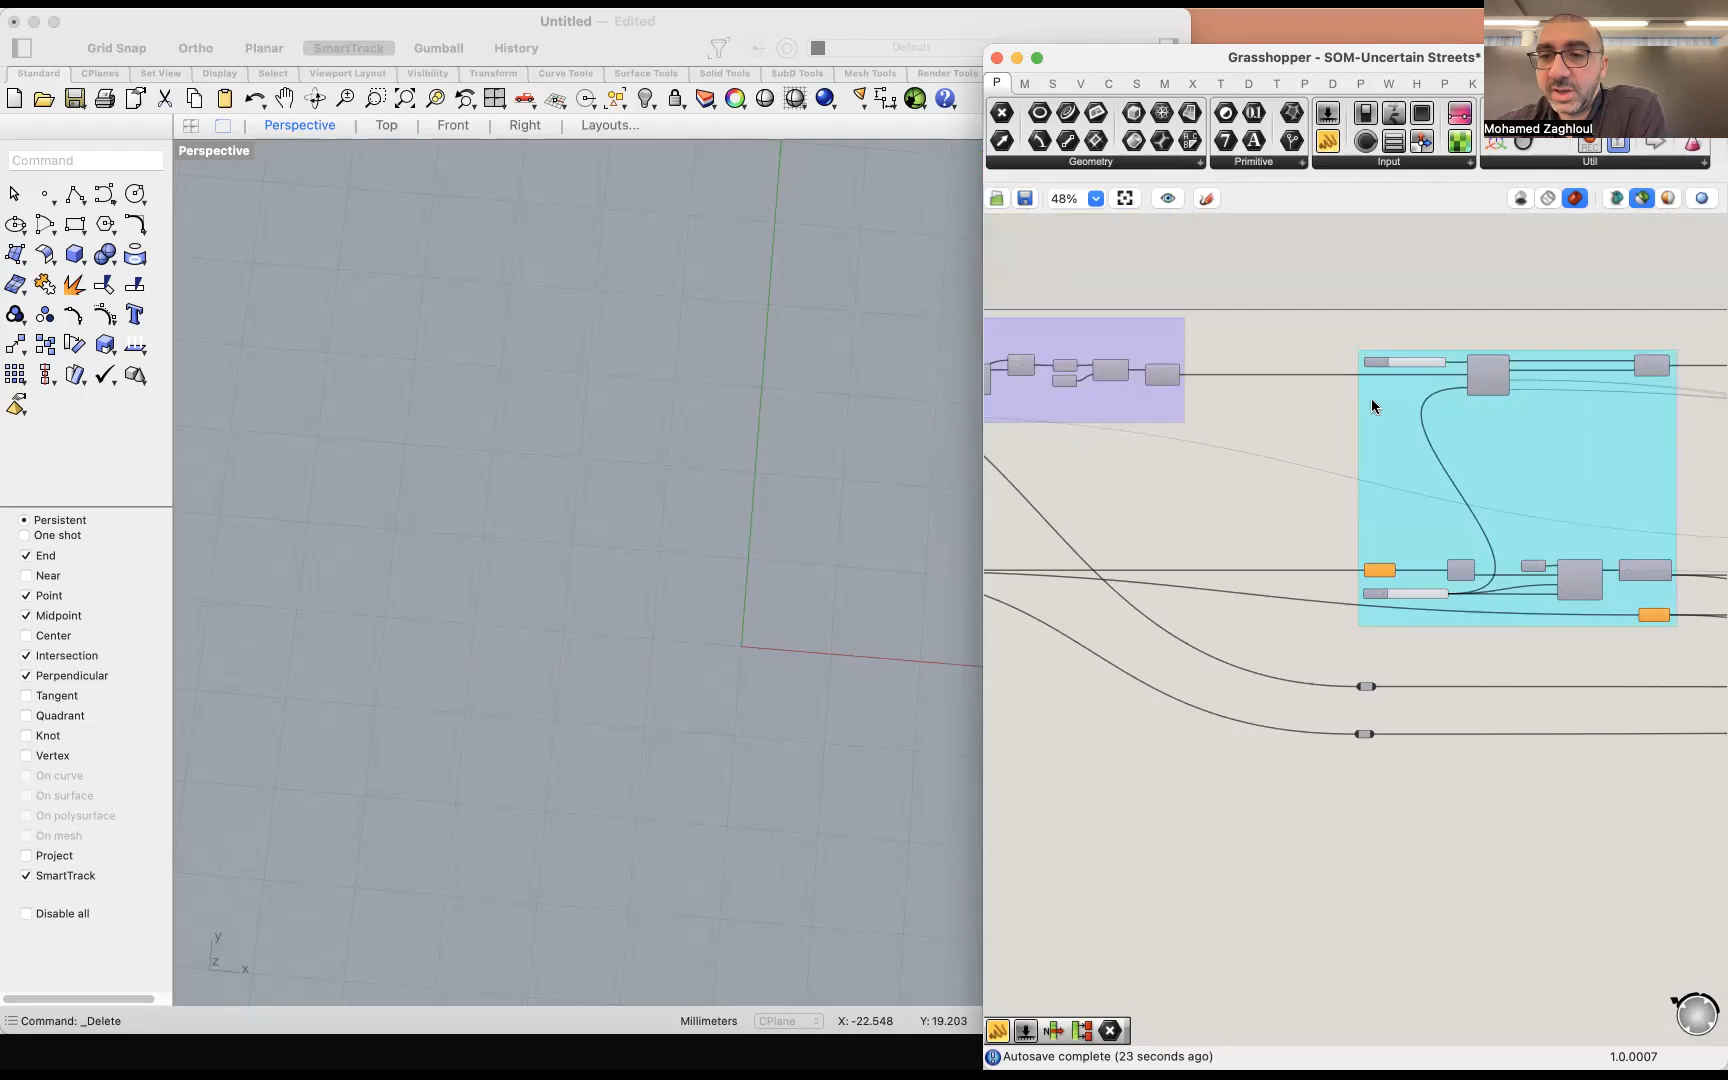 Untitled — Edited
Grid Snap Ortho Planar SmartTrack Gumball History Default
Standard CPlanes Set View Display Select Viewport Layout Visibility Transform Curve Tools Surface Tools Solid Tools SubD Tools Mesh Tools Render Tools
Perspective | Top | Front | Right | Layouts...
Command
Perspective
Persistent
One shot
End
Near
Point
Midpoint
Center
Intersection
Perpendicular
Tangent
Quadrant
Knot
Vertex
On curve
On surface
On polysurface
On mesh
Project
SmartTrack
Disable all
y
z x
Command: _Delete Millimeters CPlane X: -22.548 Y: 19.203
Grasshopper - SOM-Uncertain Streets*
P M S V C S M X T D T T P D P L W H P K
Geometry Primitive Input Util
48%
Autosave complete (23 seconds ago) 1.0.0007
Mohamed Zaghloul